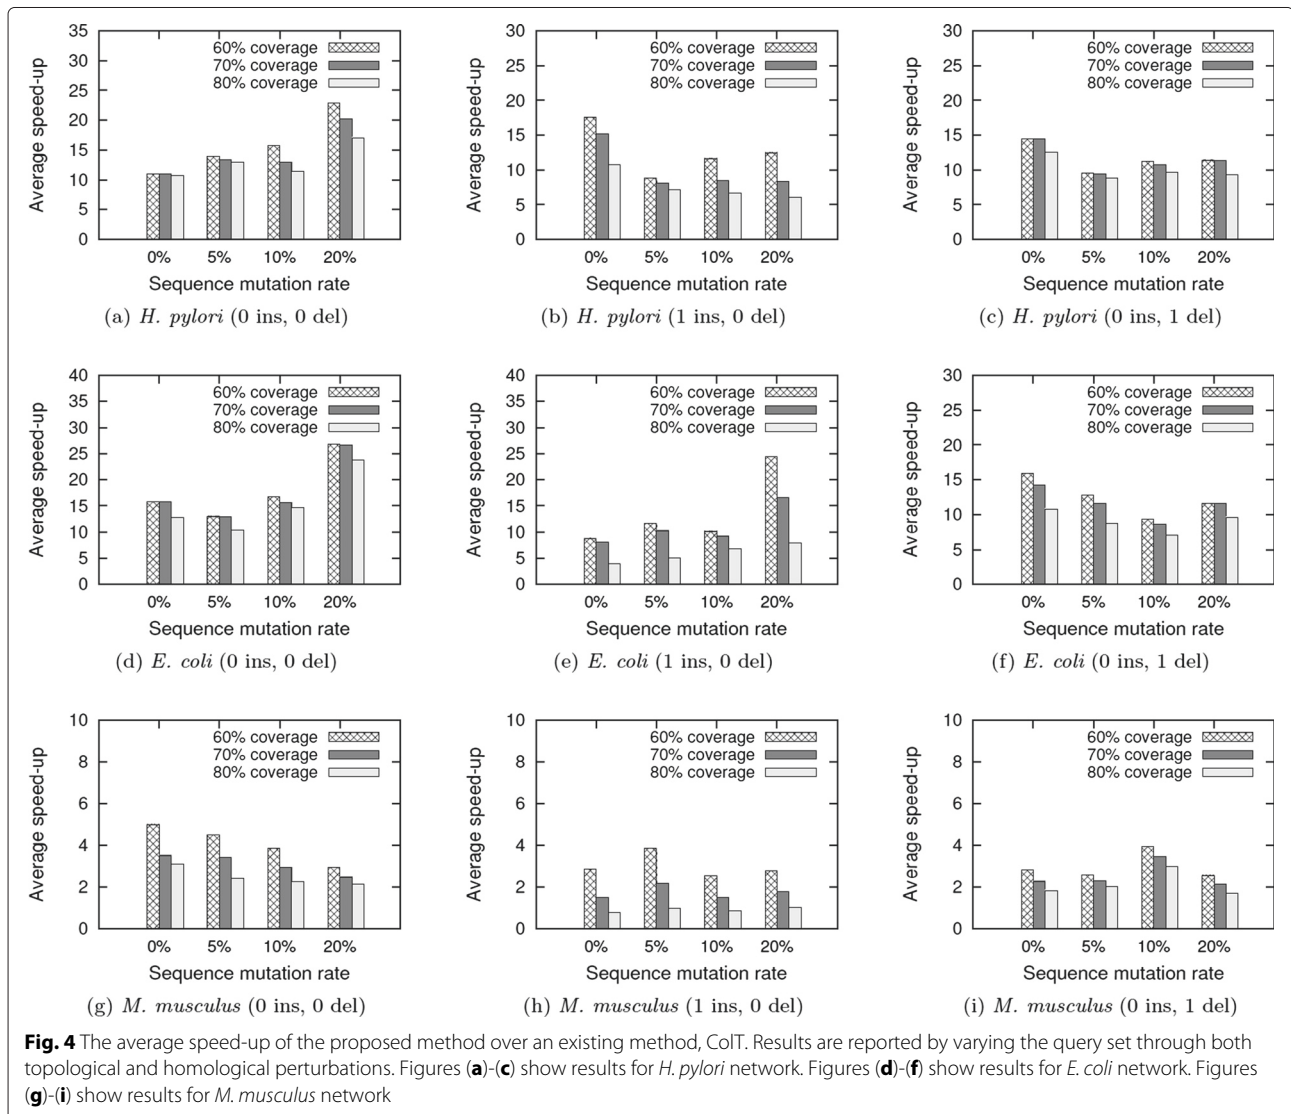 35
30
25
20
15
10
5
0
Average speed-up
60% coverage
70% coverage
80% coverage
0% 5% 10% 20%
Sequence mutation rate
(a) H. pylori (0 ins, 0 del)
30
25
20
15
10
5
0
Average speed-up
60% coverage
70% coverage
80% coverage
0% 5% 10% 20%
Sequence mutation rate
(b) H. pylori (1 ins, 0 del)
30
25
20
15
10
5
0
Average speed-up
60% coverage
70% coverage
80% coverage
0% 5% 10% 20%
Sequence mutation rate
(c) H. pylori (0 ins, 1 del)
40
35
30
25
20
15
10
5
0
Average speed-up
60% coverage
70% coverage
80% coverage
0% 5% 10% 20%
Sequence mutation rate
(d) E. coli (0 ins, 0 del)
40
35
30
25
20
15
10
5
0
Average speed-up
60% coverage
70% coverage
80% coverage
0% 5% 10% 20%
Sequence mutation rate
(e) E. coli (1 ins, 0 del)
30
25
20
15
10
5
0
Average speed-up
60% coverage
70% coverage
80% coverage
0% 5% 10% 20%
Sequence mutation rate
(f) E. coli (0 ins, 1 del)
10
8
6
4
2
0
Average speed-up
60% coverage
70% coverage
80% coverage
0% 5% 10% 20%
Sequence mutation rate
(g) M. musculus (0 ins, 0 del)
10
8
6
4
2
0
Average speed-up
60% coverage
70% coverage
80% coverage
0% 5% 10% 20%
Sequence mutation rate
(h) M. musculus (1 ins, 0 del)
10
8
6
4
2
0
Average speed-up
60% coverage
70% coverage
80% coverage
0% 5% 10% 20%
Sequence mutation rate
(i) M. musculus (0 ins, 1 del)
Fig. 4 The average speed-up of the proposed method over an existing method, ColT. Results are reported by varying the query set through both
topological and homological perturbations. Figures (a)-(c) show results for H. pylori network. Figures (d)-(f) show results for E. coli network. Figures
(g)-(i) show results for M. musculus network